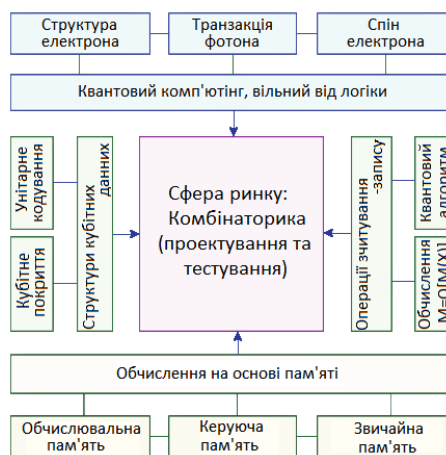 Структура
електрона
Транзакція
фотона
Спін
електрона
Квантовий комп'ютінг, вільний від логіки
Унітарне
кодування
Кубітне
покриття
Структури кубітних
данних
Сфера ринку:
Комбінаторика
(проектування та
тестування)
Операції зчитування
-запису
Квантовий
алгоритм
Обчислення
M=Q[M(X)]
Обчислення на основі пам'яті
Обчислювальна
пам'ять
Керуюча
пам'ять
Звичайна
пам'ять